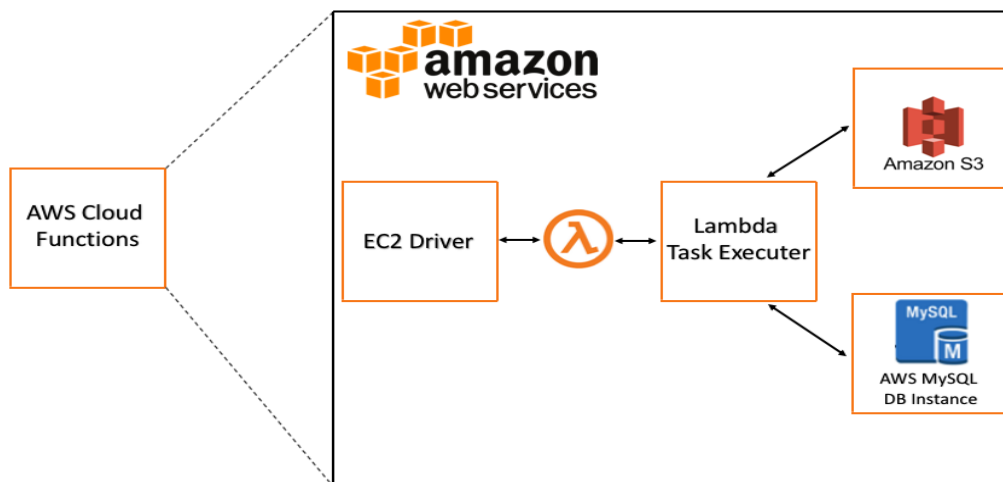 amazon
web services
AWS Cloud
Functions
EC2 Driver
λ
Lambda
Task Executer
Amazon S3
MySQL
M
AWS MySQL
DB Instance